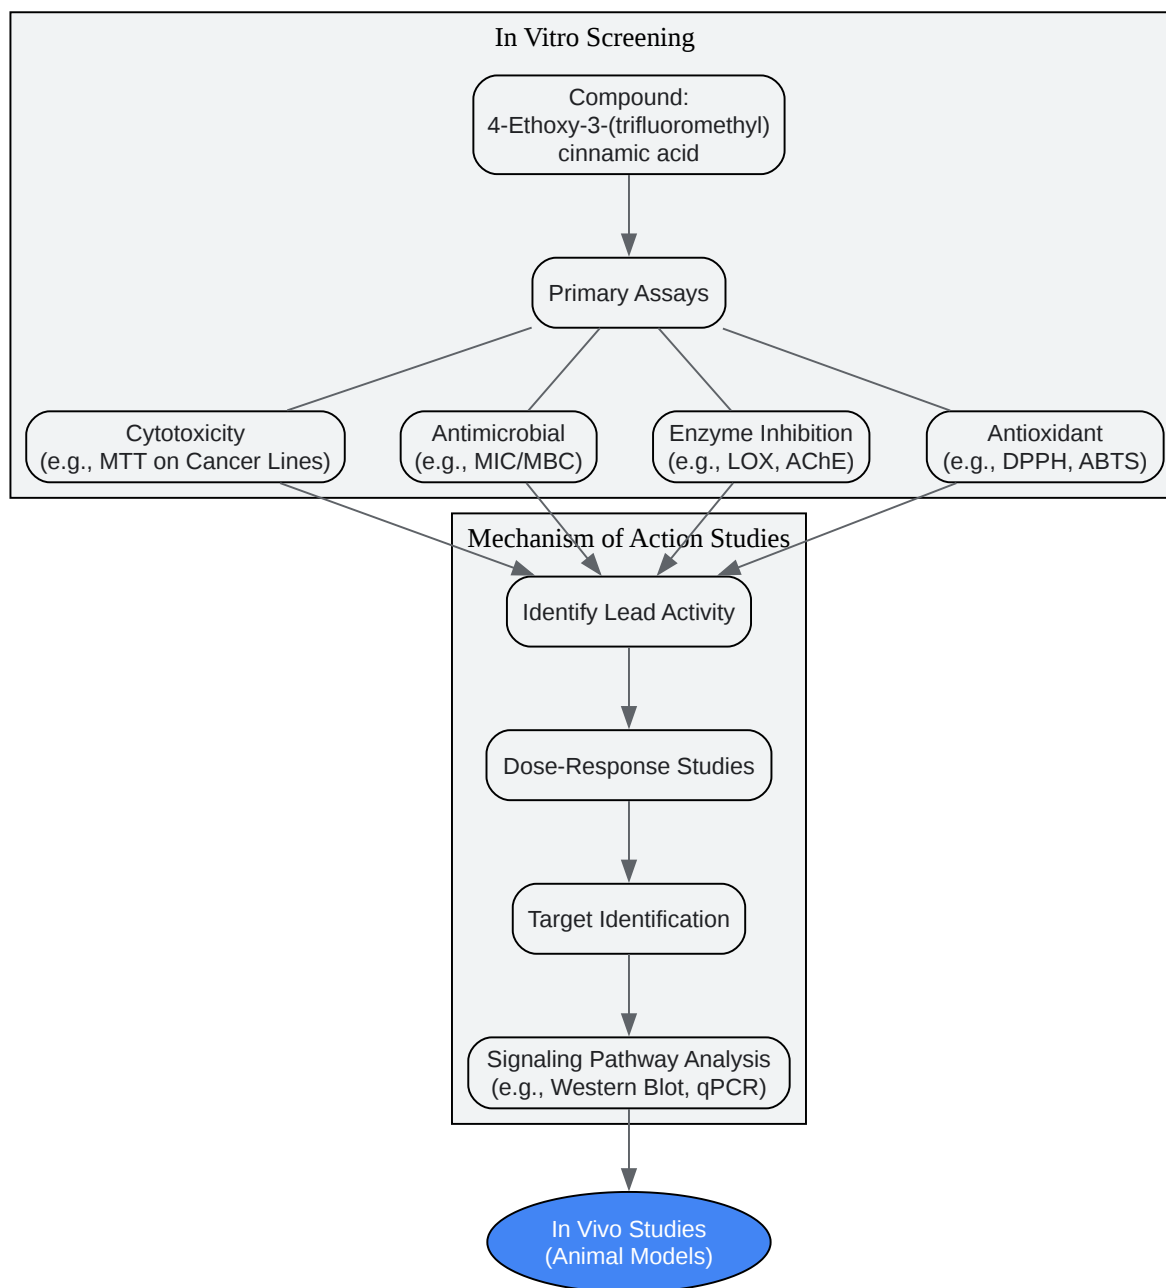 In Vitro Screening
Compound:
4-Ethoxy-3-(trifluoromethyl)
cinnamic acid
Primary Assays
Cytotoxicity
(e.g., MTT on Cancer Lines)
Antimicrobial
(e.g., MIC/MBC)
Enzyme Inhibition
(e.g., LOX, AChE)
Antioxidant
(e.g., DPPH, ABTS)
Mechanism of Action Studies
Identify Lead Activity
Dose-Response Studies
Target Identification
Signaling Pathway Analysis
(e.g., Western Blot, qPCR)
In Vivo Studies
(Animal Models)